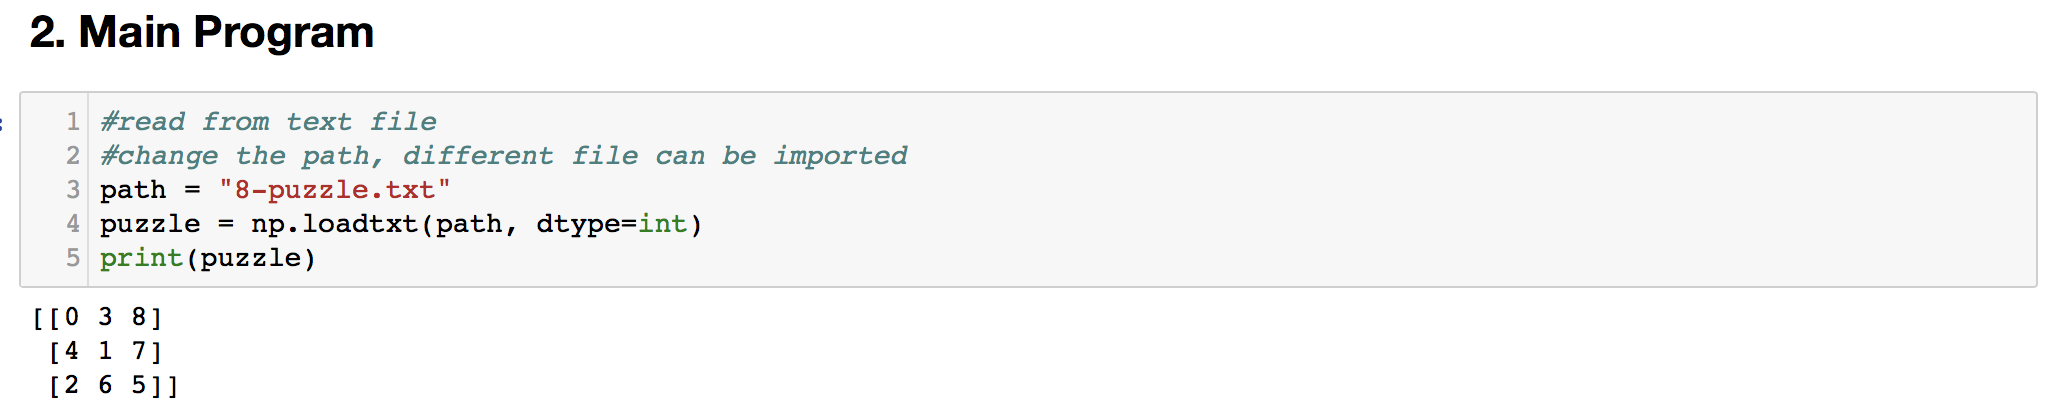 2. Main Program
1 #read from text file
2 #change the path, different file can be imported
3 path = "8-puzzle.txt"
4 puzzle = np.loadtxt(path, dtype=int)
5 print(puzzle)
[[0 3 8]
 [4 1 7]
 [2 6 5]]